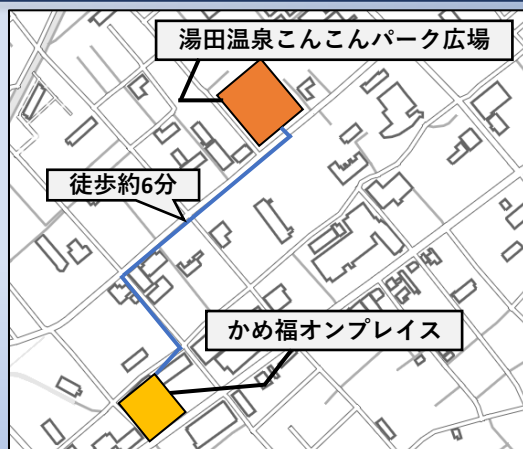 湯田温泉こんこんパーク広場
徒歩約6分
かめ福オンプレイス